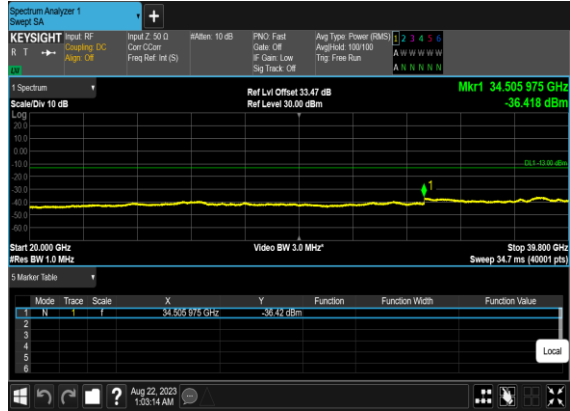 Spectrum Analyzer 1
Swept SA
+
KEYSIGHT Input: RF Input Z: 50 Ω #Atten: 10 dB PNO: Fast Avg Type: Power (RMS) 1 2 3 4 5 6
R T Coupling: DC Corr CCorr Gate: Off Avg|Hold: 100/100 A W W W W W
Align: Off Freq Ref: Int (S) IF Gain: Low Trig: Free Run
Sig Track: Off A N N N N N
1 Spectrum
Ref Lvl Offset 33.47 dB Mkr1 34.505 975 GHz
Scale/Div 10 dB Ref Level 30.00 dBm -36.418 dBm
Log
20.0
10.0
0.00
-10.0
DL1 -13.00 dBm
-20.0
-30.0
1
-40.0
-50.0
-60.0
Start 20.000 GHz Video BW 3.0 MHz* Stop 39.800 GHz
#Res BW 1.0 MHz Sweep 34.7 ms (40001 pts)
5 Marker Table
Mode Trace Scale X Y Function Function Width Function Value
1 N 1 f 34.505 975 GHz -36.42 dBm
2
3
4
5
6
Local
? Aug 22, 2023
1:03:14 AM